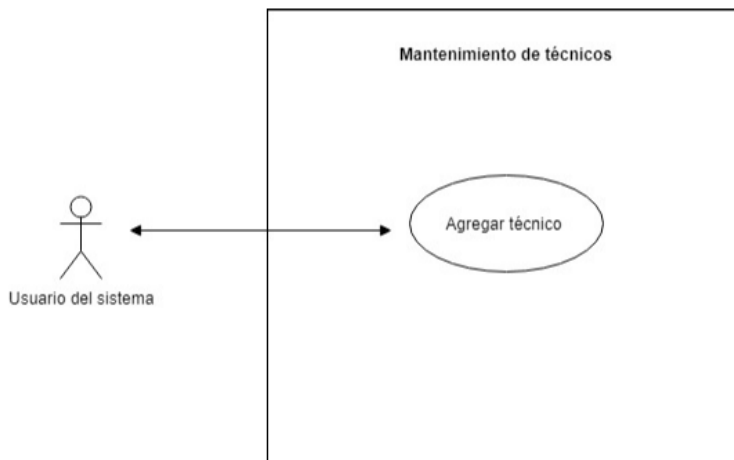 Mantenimiento de técnicos
Agregar técnico
Usuario del sistema